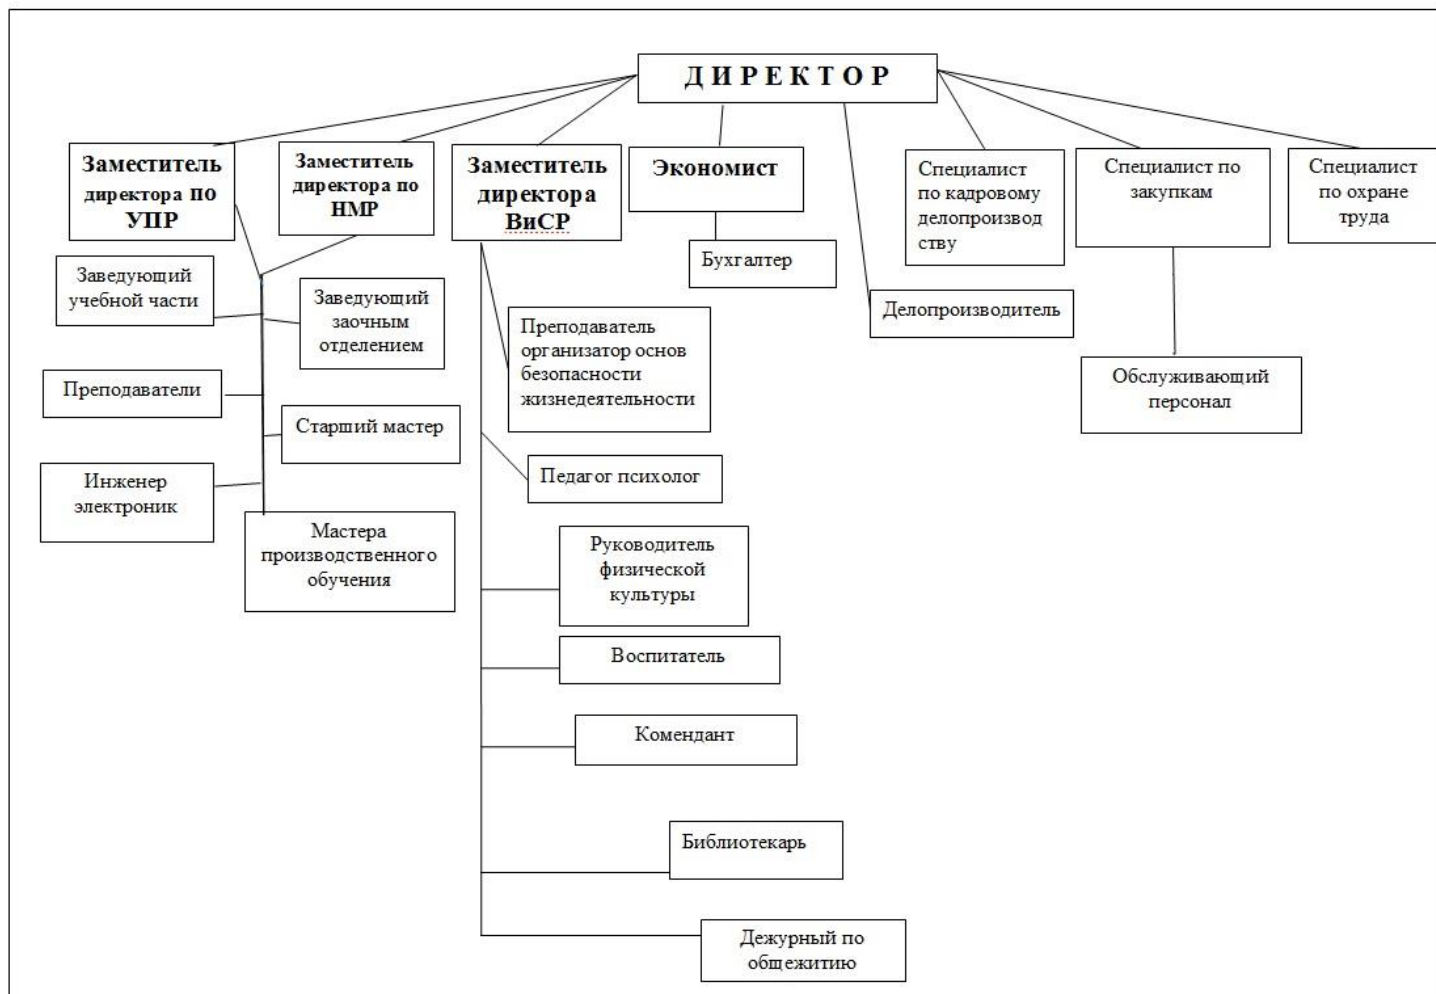 Д И Р Е К Т О Р
Заместитель
директора по
УПР
Заместитель
директора по
НМР
Заместитель
директора
ВиСР
Экономист
Специалист
по кадровому
делопроизвод
ству
Специалист по
закупкам
Специалист
по охране
труда
Бухгалтер
Заведующий
учебной части
Заведующий
заочным
отделением
Преподаватель
организатор основ
безопасности
жизнедеятельности
Делопроизводитель
Преподаватели
Обслуживающий
персонал
Старший мастер
Инженер
электроник
Педагог психолог
Мастера
производственного
обучения
Руководитель
физической
культуры
Воспитатель
Комендант
Библиотекарь
Дежурный по
общежитию